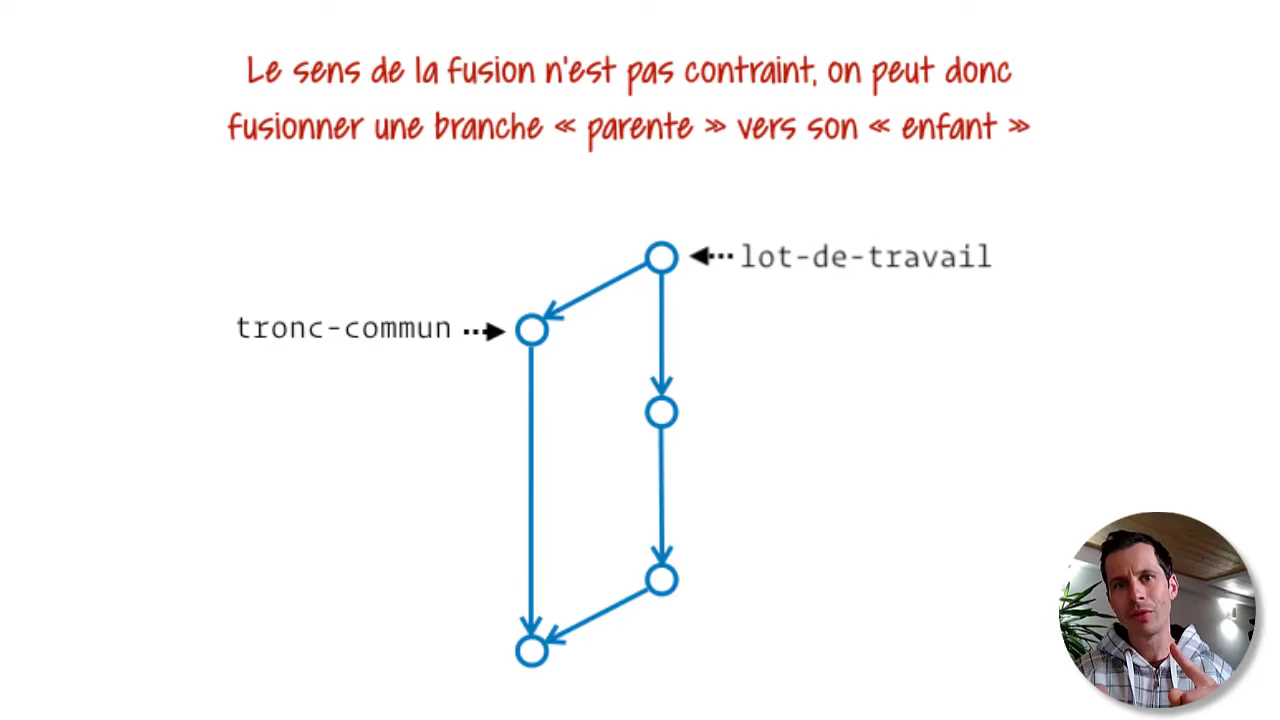 Le sens de la fusion n'est pas contraint, on peut donc
fusionner une branche « parente » vers son « enfant »
lot-de-travail
tronc-commun